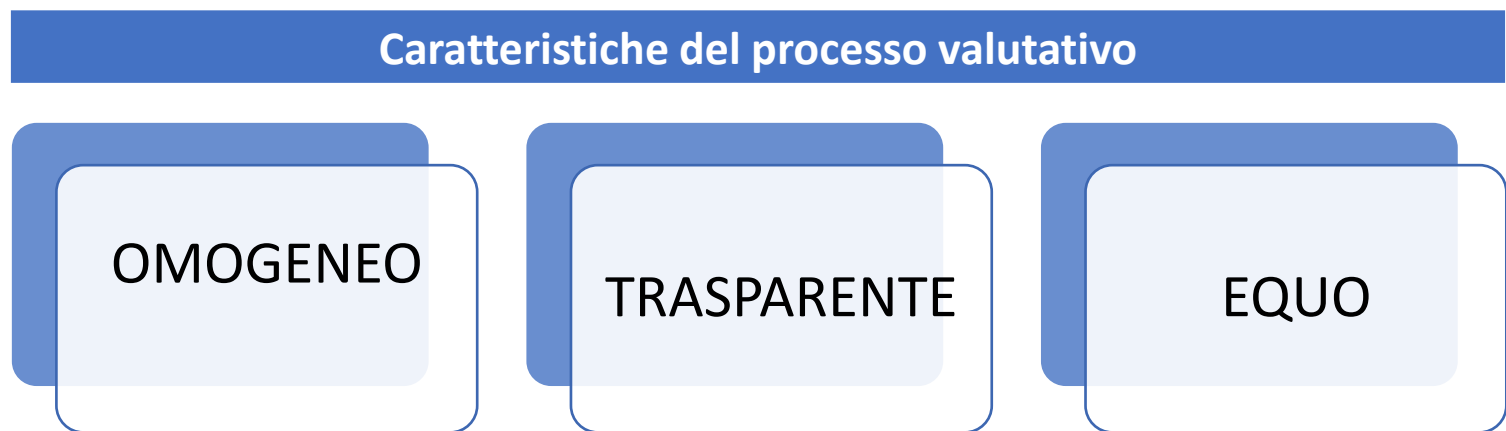 Caratteristiche del processo valutativo
OMOGENEO
TRASPARENTE
EQUO